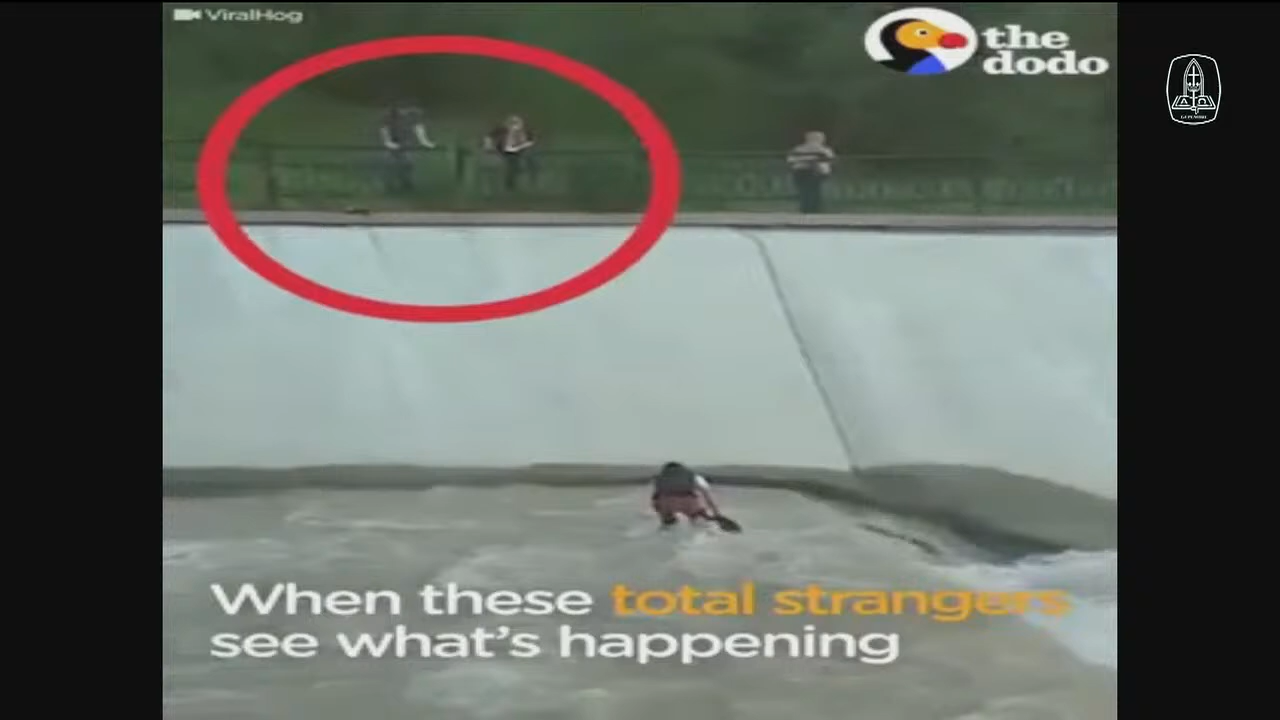 ViralHog
the
dodo
When these total strangers
see what's happening